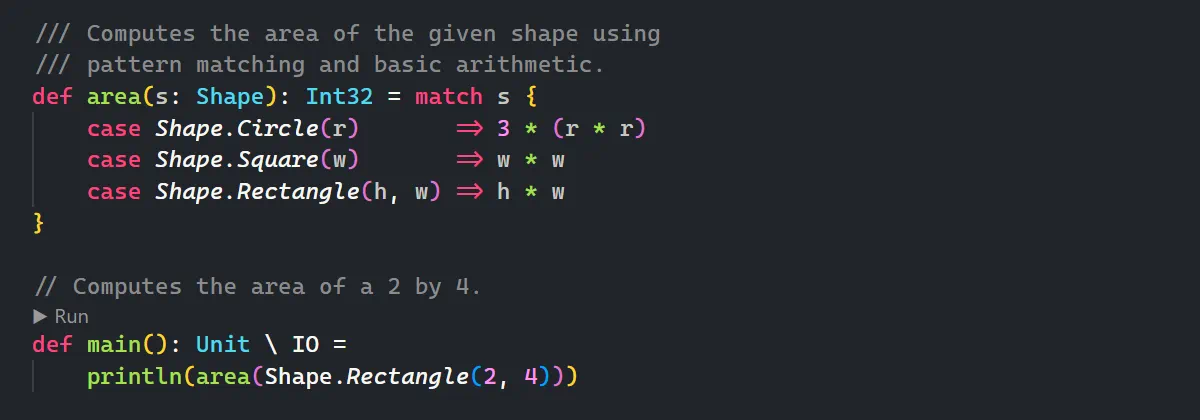 /// Computes the area of the given shape using
/// pattern matching and basic arithmetic.
def area(s: Shape): Int32 = match s {
    case Shape.Circle(r)       => 3 * (r * r)
    case Shape.Square(w)       => w * w
    case Shape.Rectangle(h, w) => h * w
}
// Computes the area of a 2 by 4.
▶ Run
def main(): Unit \ IO =
    println(area(Shape.Rectangle(2, 4)))